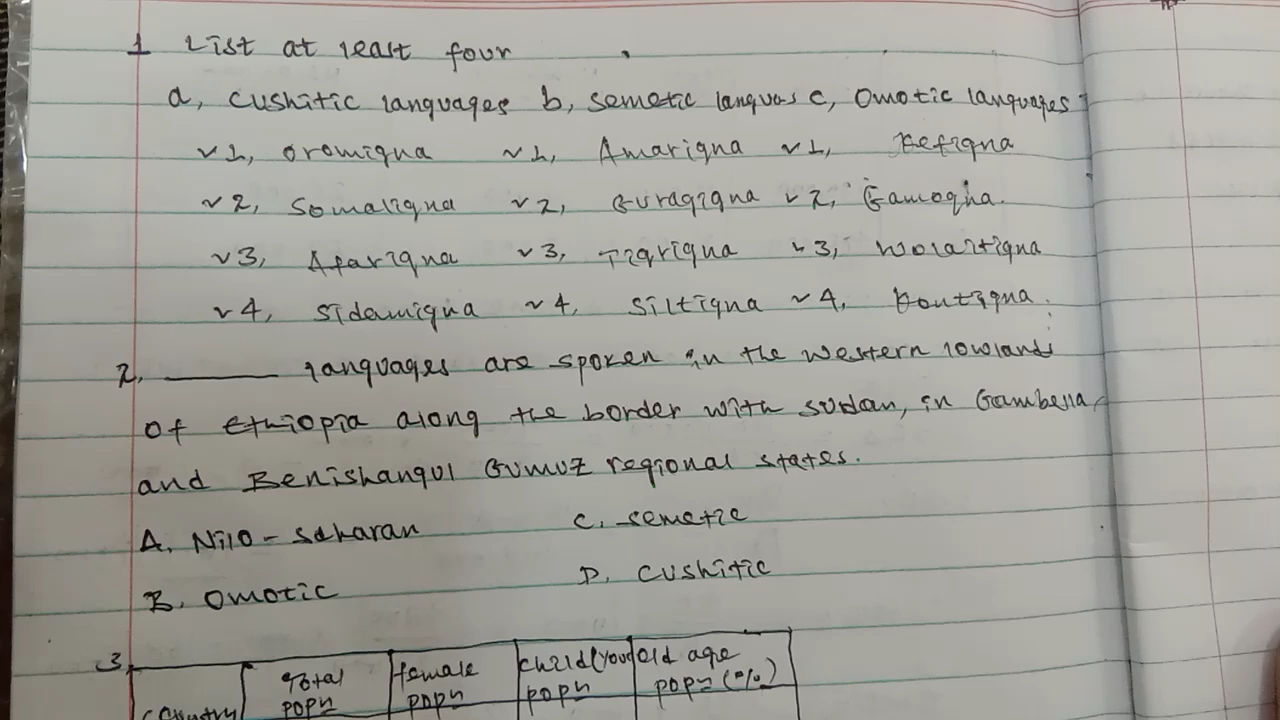 1 List at least four
a, cushitic languages b, semetic languas c, Omotic languages?
1, Oromiqna 1, Amariqna 1, Kefiqna
2, Somaliqna 2, Guragiqna 2, Gamoqna.
3, Afariqna 3, Tigriqna 3, Wolaitiqna
4, Sidamiqna 4, Siltiqna 4,
2. ______ languages are spoken in the western lowlands
of Ethiopia along the border with sudan, in Gambella,
and Benishangul Gumuz regional states.
A. Nilo-saharan C. semetic
B. Omotic D. cushitic
3. Country Total popn female popn child(young popn old age popn (%)